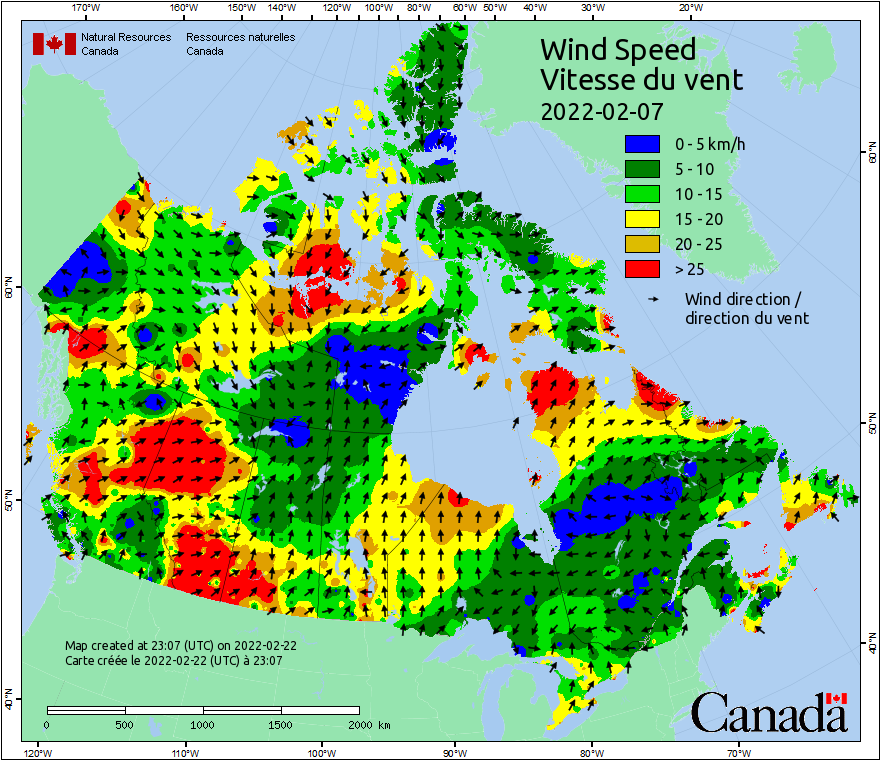 170°W 160°W 150°W 140°W 120°W 100°W 80°W 60°W 50°W 40°W 30°W 20°W
Natural Resources Canada
Ressources naturelles Canada
Wind Speed
Vitesse du vent
2022-02-07
0 - 5 km/h
5 - 10
10 - 15
15 - 20
20 - 25
> 25
Wind direction /
direction du vent
60°N
60°N
50°N
50°N
40°N
40°N
Map created at 23:07 (UTC) on 2022-02-22
Carte créée le 2022-02-22 (UTC) à 23:07
0 500 1000 1500 2000 km
Canada
120°W 110°W 100°W 90°W 80°W 70°W